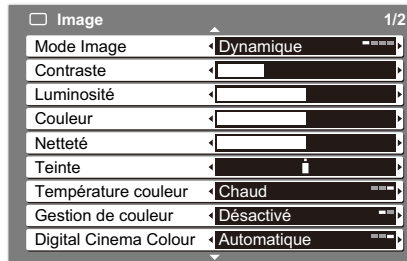 Image 1/2
Mode Image Dynamique
Contraste
Luminosité
Couleur
Netteté
Teinte
Température couleur Chaud
Gestion de couleur Désactivé
Digital Cinema Colour Automatique